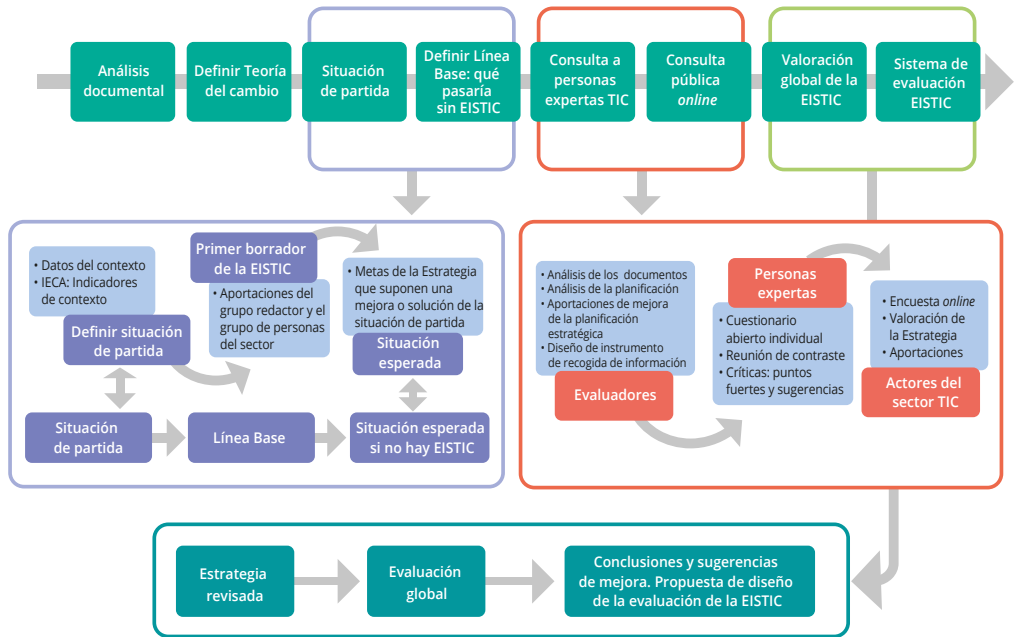 Análisis
documental
Definir Teoría
del cambio
Situación
de partida
Definir Línea
Base: qué
pasaría
sin EISTIC
Consulta a
personas
expertas TIC
Consulta
pública
online
Valoración
global de la
EISTIC
Sistema de
evaluación
EISTIC
• Datos del contexto
• IECA: Indicadores
de contexto
Definir situación
de partida
Primer borrador
de la EISTIC
• Aportaciones del
grupo redactor y el
grupo de personas
del sector
• Metas de la Estrategia
que suponen una
mejora o solución de la
situación de partida
Situación
esperada
Situación
de partida
Línea Base
Situación esperada
si no hay EISTIC
• Análisis de los documentos
• Análisis de la planificación
• Aportaciones de mejora
de la planificación
estratégica
• Diseño de instrumento
de recogida de información
Evaluadores
Personas
expertas
• Cuestionario
abierto individual
• Reunión de contraste
• Críticas: puntos
fuertes y sugerencias
• Encuesta online
• Valoración de
la Estrategia
• Aportaciones
Actores del
sector TIC
Estrategia
revisada
Evaluación
global
Conclusiones y sugerencias
de mejora. Propuesta de diseño
de la evaluación de la EISTIC